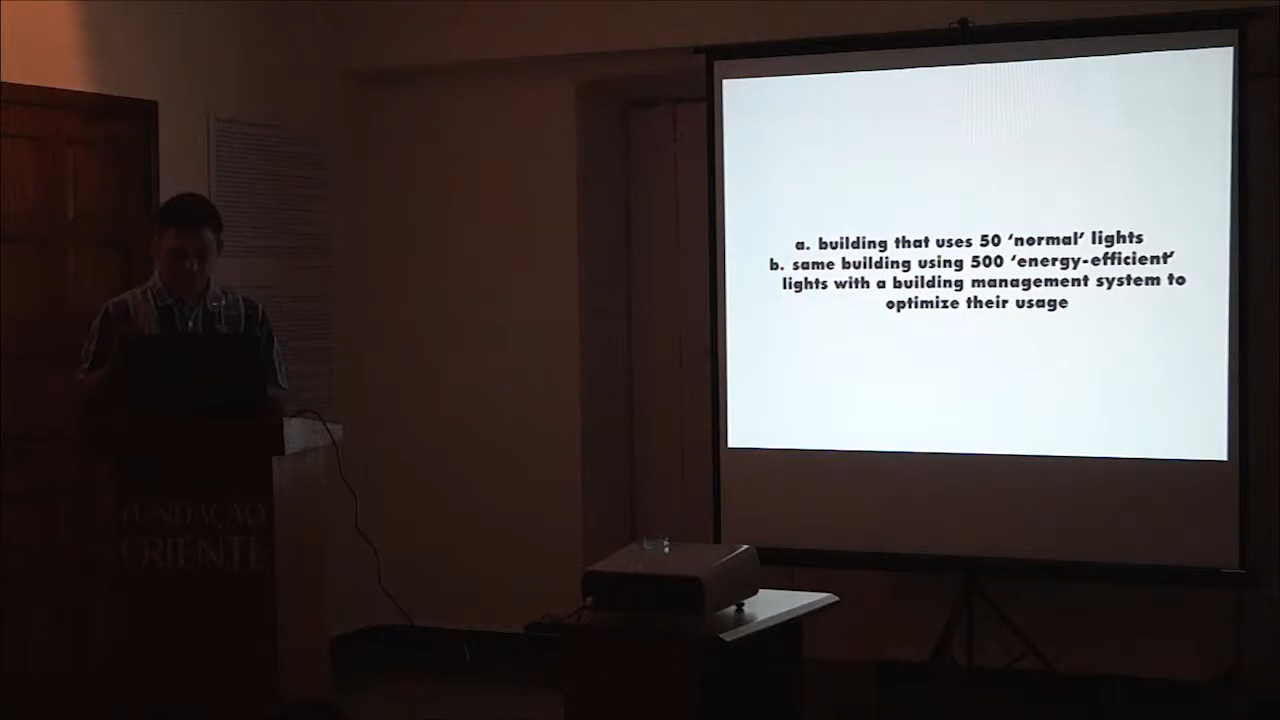 a. building that uses 50 ‘normal’ lights
b. same building using 500 ‘energy-efficient’
lights with a building management system to
optimize their usage
FUNDAÇÃO
ORIENTE